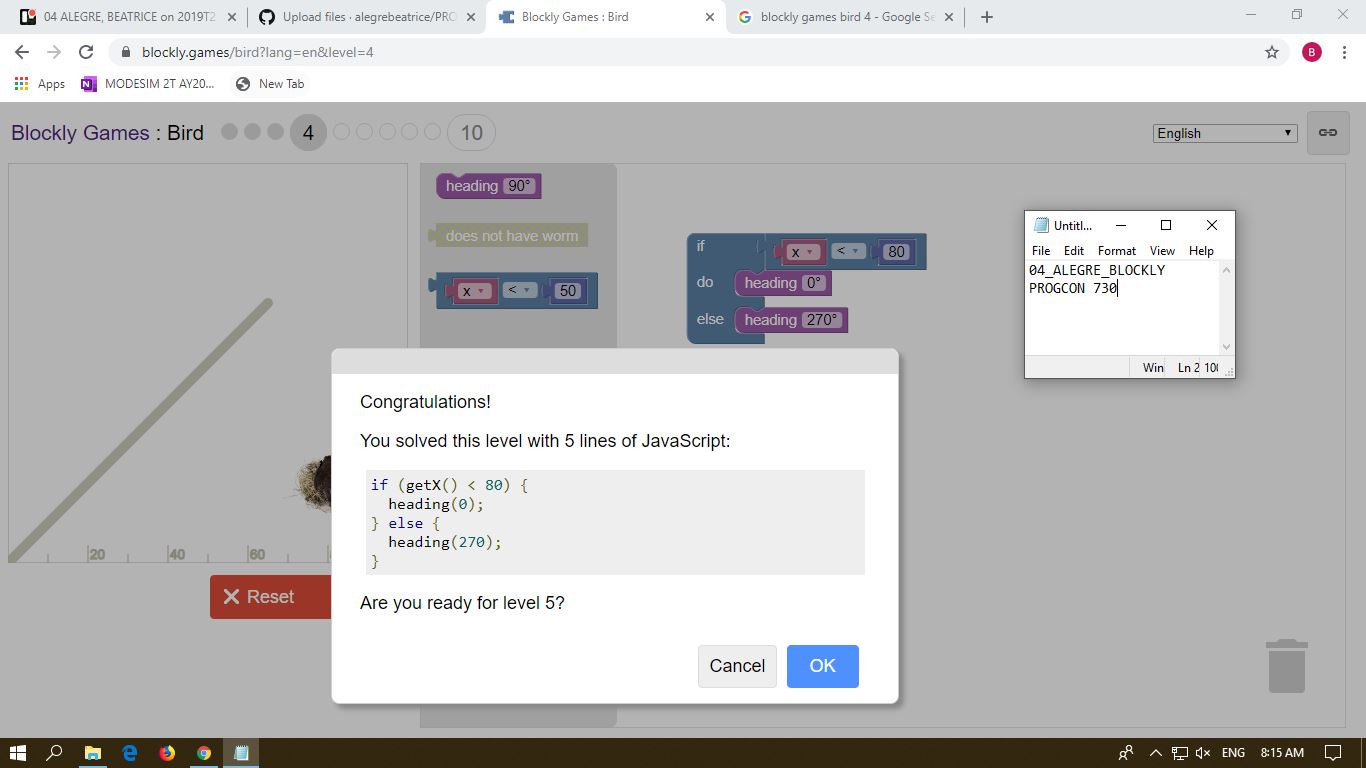 04 ALEGRE, BEATRICE on 2019T2
Upload files · alegrebeatrice/PRO
Blockly Games : Bird
blockly games bird 4 - Google Se
blockly.games/bird?lang=en&level=4
B
Apps
MODESIM 2T AY20...
New Tab
Blockly Games : Bird
4
10
English
heading 90°
does not have worm
x < 50
if x < 80
do heading 0°
else heading 270°
Untitl...
File Edit Format View Help
04_ALEGRE_BLOCKLY
PROGCON 730
Win Ln 2 100
20 40 60
Reset
Congratulations!
You solved this level with 5 lines of JavaScript:
if (getX() < 80) {
heading(0);
} else {
heading(270);
}
Are you ready for level 5?
Cancel OK
ENG 8:15 AM